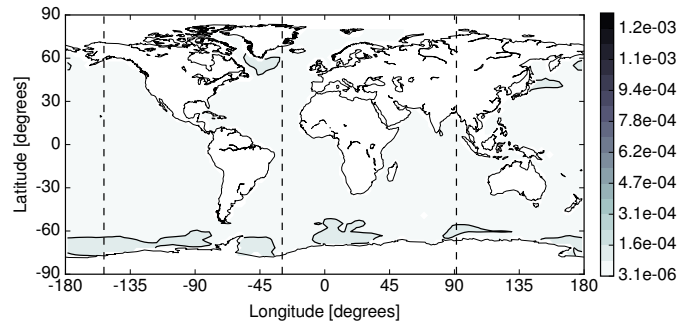 90
60
30
0
-30
-60
-90
Latitude [degrees]
-180 -135 -90 -45 0 45 90 135 180
Longitude [degrees]
1.2e-03
1.1e-03
9.4e-04
7.8e-04
6.2e-04
4.7e-04
3.1e-04
1.6e-04
3.1e-06